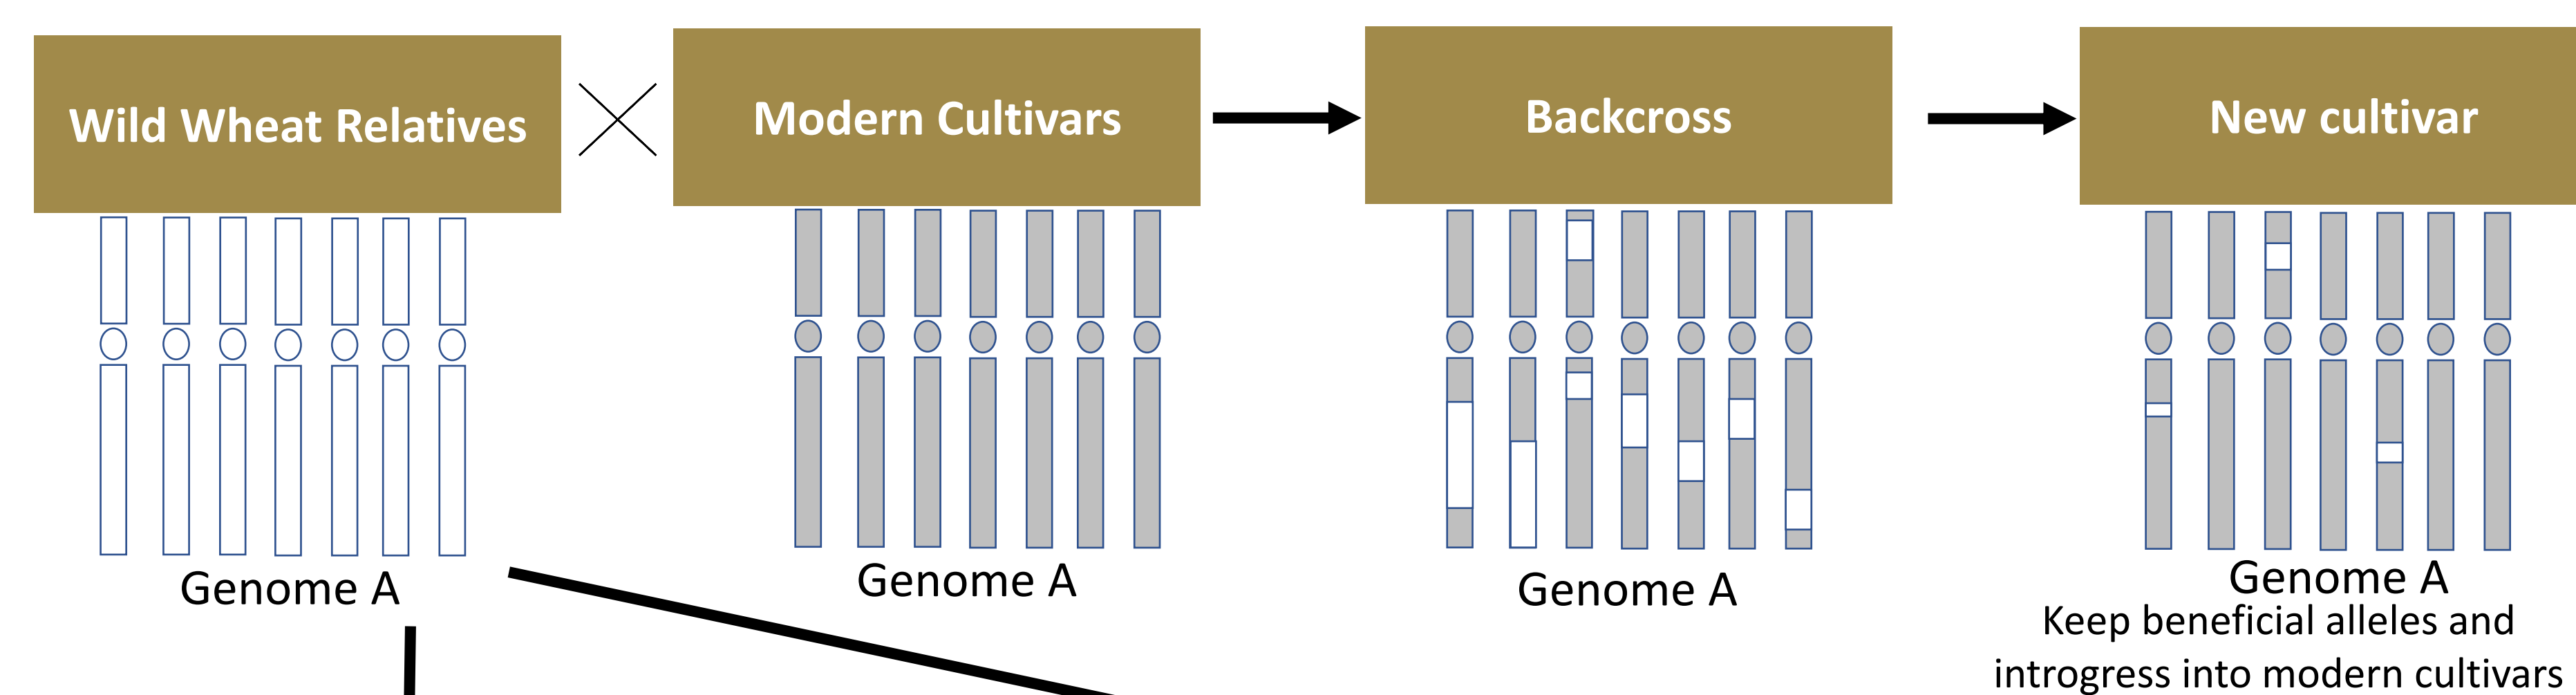 Wild Wheat Relatives
Modern Cultivars
Backcross
New cultivar
Genome A
Genome A
Genome A
Genome A
Keep beneficial alleles and
introgress into modern cultivars